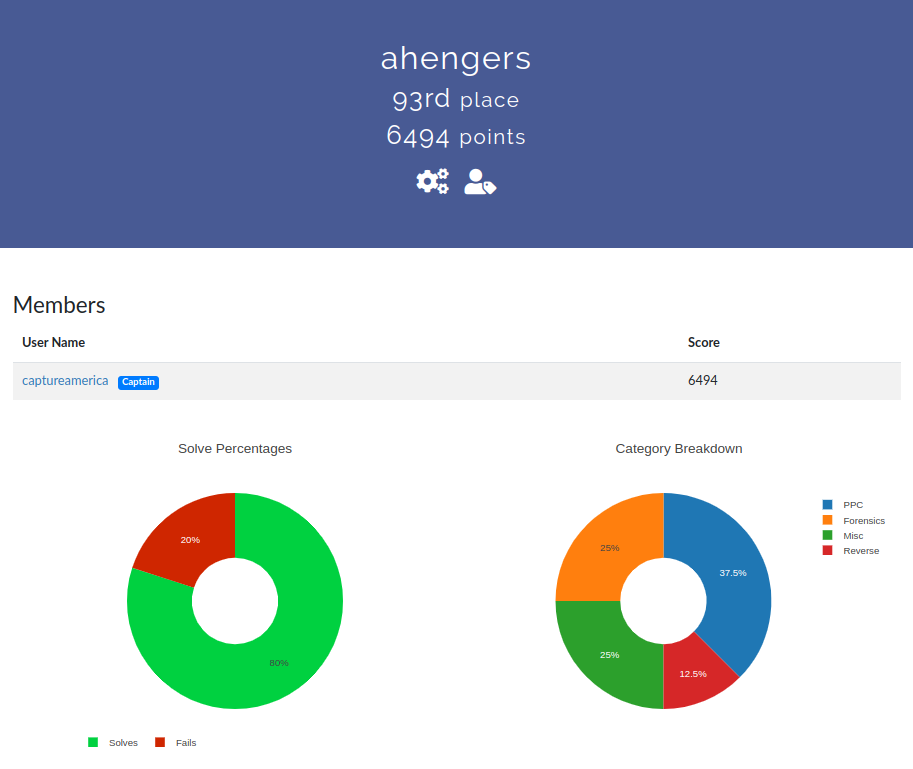 ahengers
93rd place
6494 points
Members
User Name Score
captureamerica Captain 6494
Solve Percentages
20%
80%
Solves Fails
Category Breakdown
PPC
Forensics
Misc
Reverse
25%
37.5%
25%
12.5%